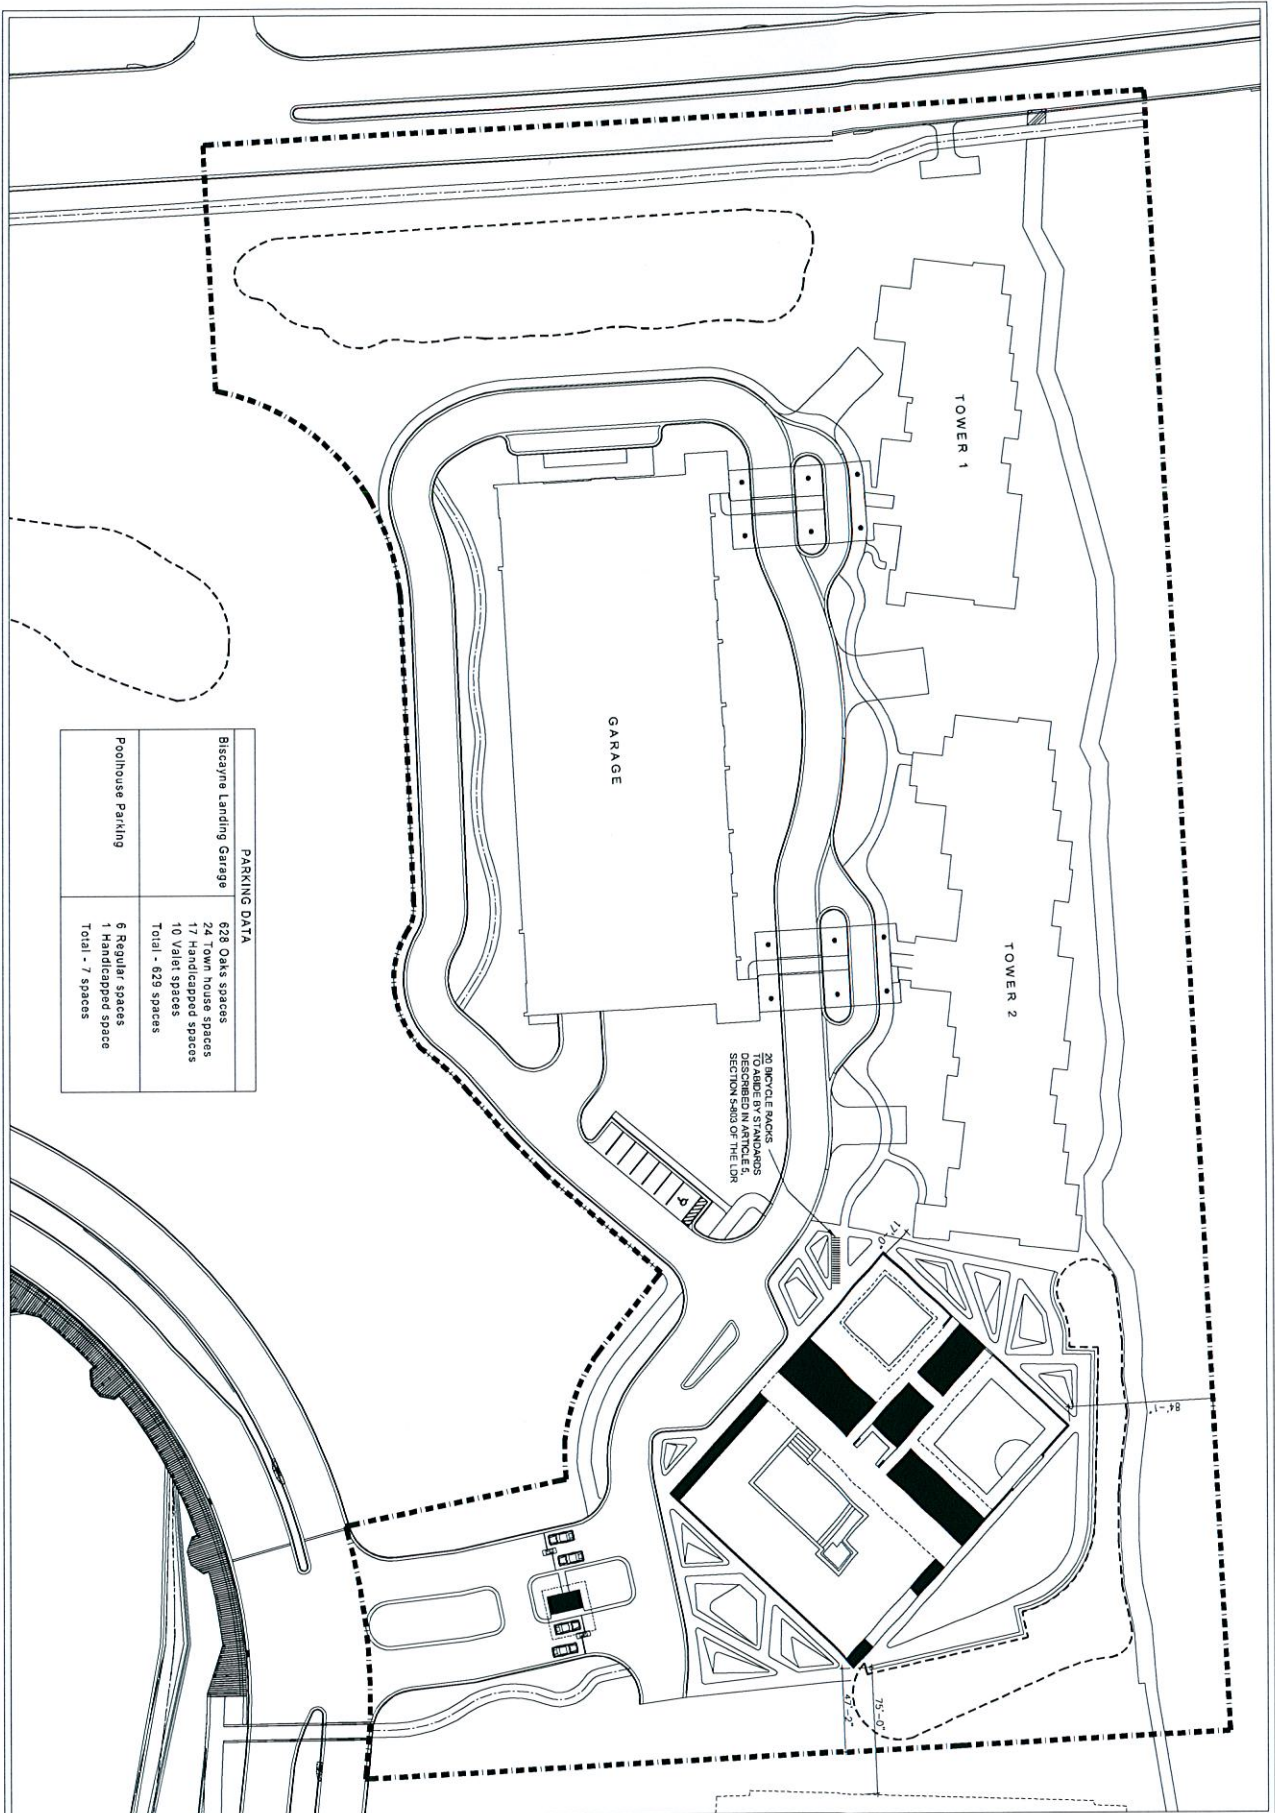 TOWER 1
TOWER 2
GARAGE
20 BICYCLE RACKS
TO ABIDE BY STANDARDS
DESCRIBED IN ARTICLE 5,
SECTION 5-803 OF THE LDR
17'-0"
84'-1"
75'-0"
47'-2"
PARKING DATA
Biscayne Landing Garage
628 Oaks spaces
24 Town house spaces
17 Handicapped spaces
10 Valet spaces
Total - 629 spaces
Poolhouse Parking
6 Regular spaces
1 Handicapped space
Total - 7 spaces